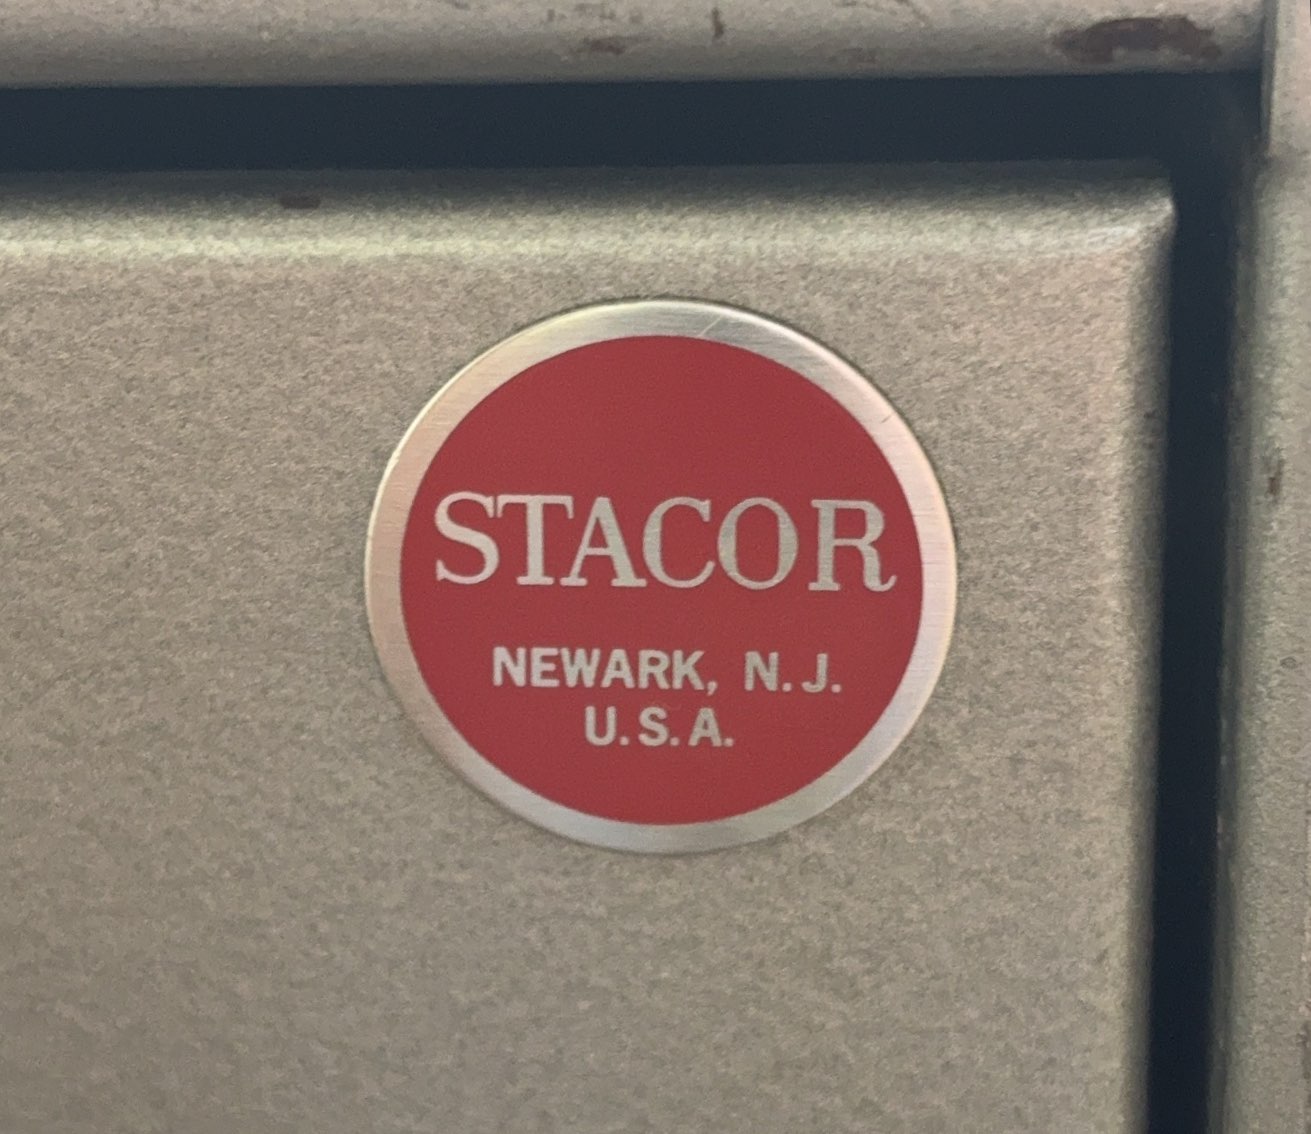 STACOR
NEWARK, N.J.
U.S.A.